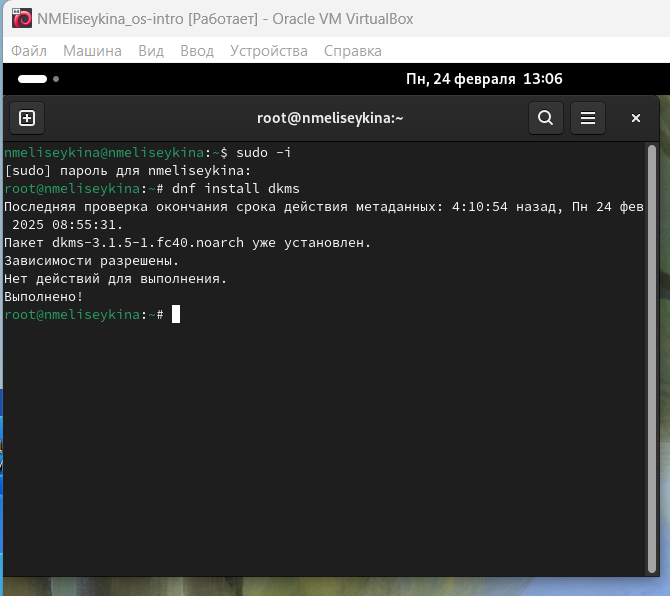 NMEliseykina_os-intro [Работает] - Oracle VM VirtualBox
Файл Машина Вид Ввод Устройства Справка
Пн, 24 февраля 13:06
root@nmeliseykina:~
nmeliseykina@nmeliseykina:~$ sudo -i
[sudo] пароль для nmeliseykina:
root@nmeliseykina:~# dnf install dkms
Последняя проверка окончания срока действия метаданных: 4:10:54 назад, Пн 24 фев
 2025 08:55:31.
Пакет dkms-3.1.5-1.fc40.noarch уже установлен.
Зависимости разрешены.
Нет действий для выполнения.
Выполнено!
root@nmeliseykina:~#